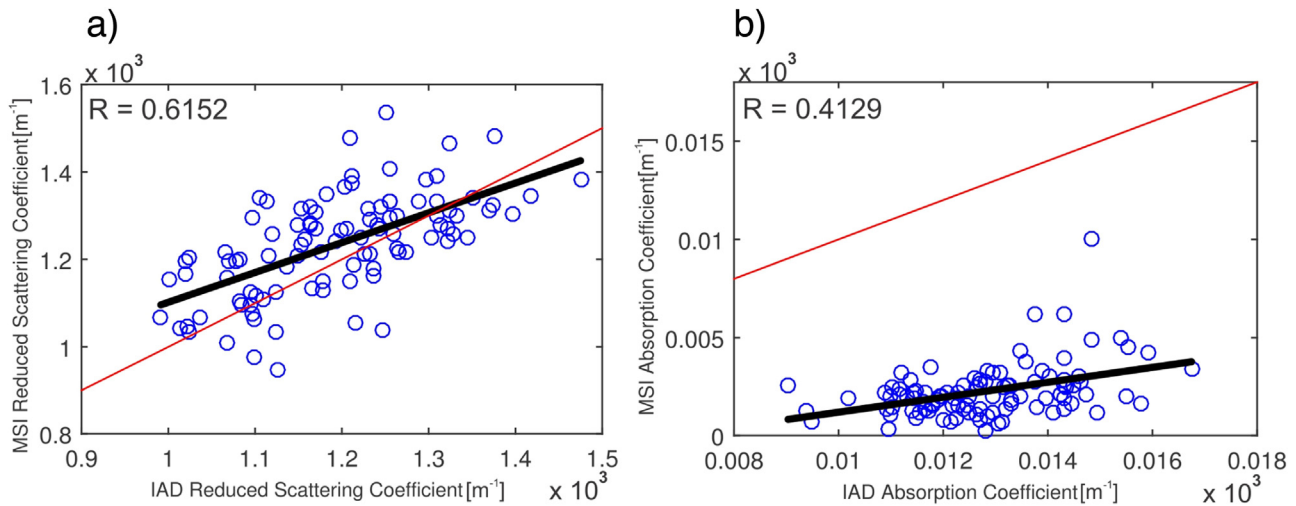 a)
x 10³
R = 0.6152
MSI Reduced Scattering Coefficient[m⁻¹]
1.6
1.4
1.2
1
0.8
0.9
1
1.1
1.2
1.3
1.4
1.5
IAD Reduced Scattering Coefficient[m⁻¹]
x 10³
b)
x 10³
R = 0.4129
MSI Absorption Coefficient[m⁻¹]
0.015
0.01
0.005
0
0.008
0.01
0.012
0.014
0.016
0.018
IAD Absorption Coefficient[m⁻¹]
x 10³